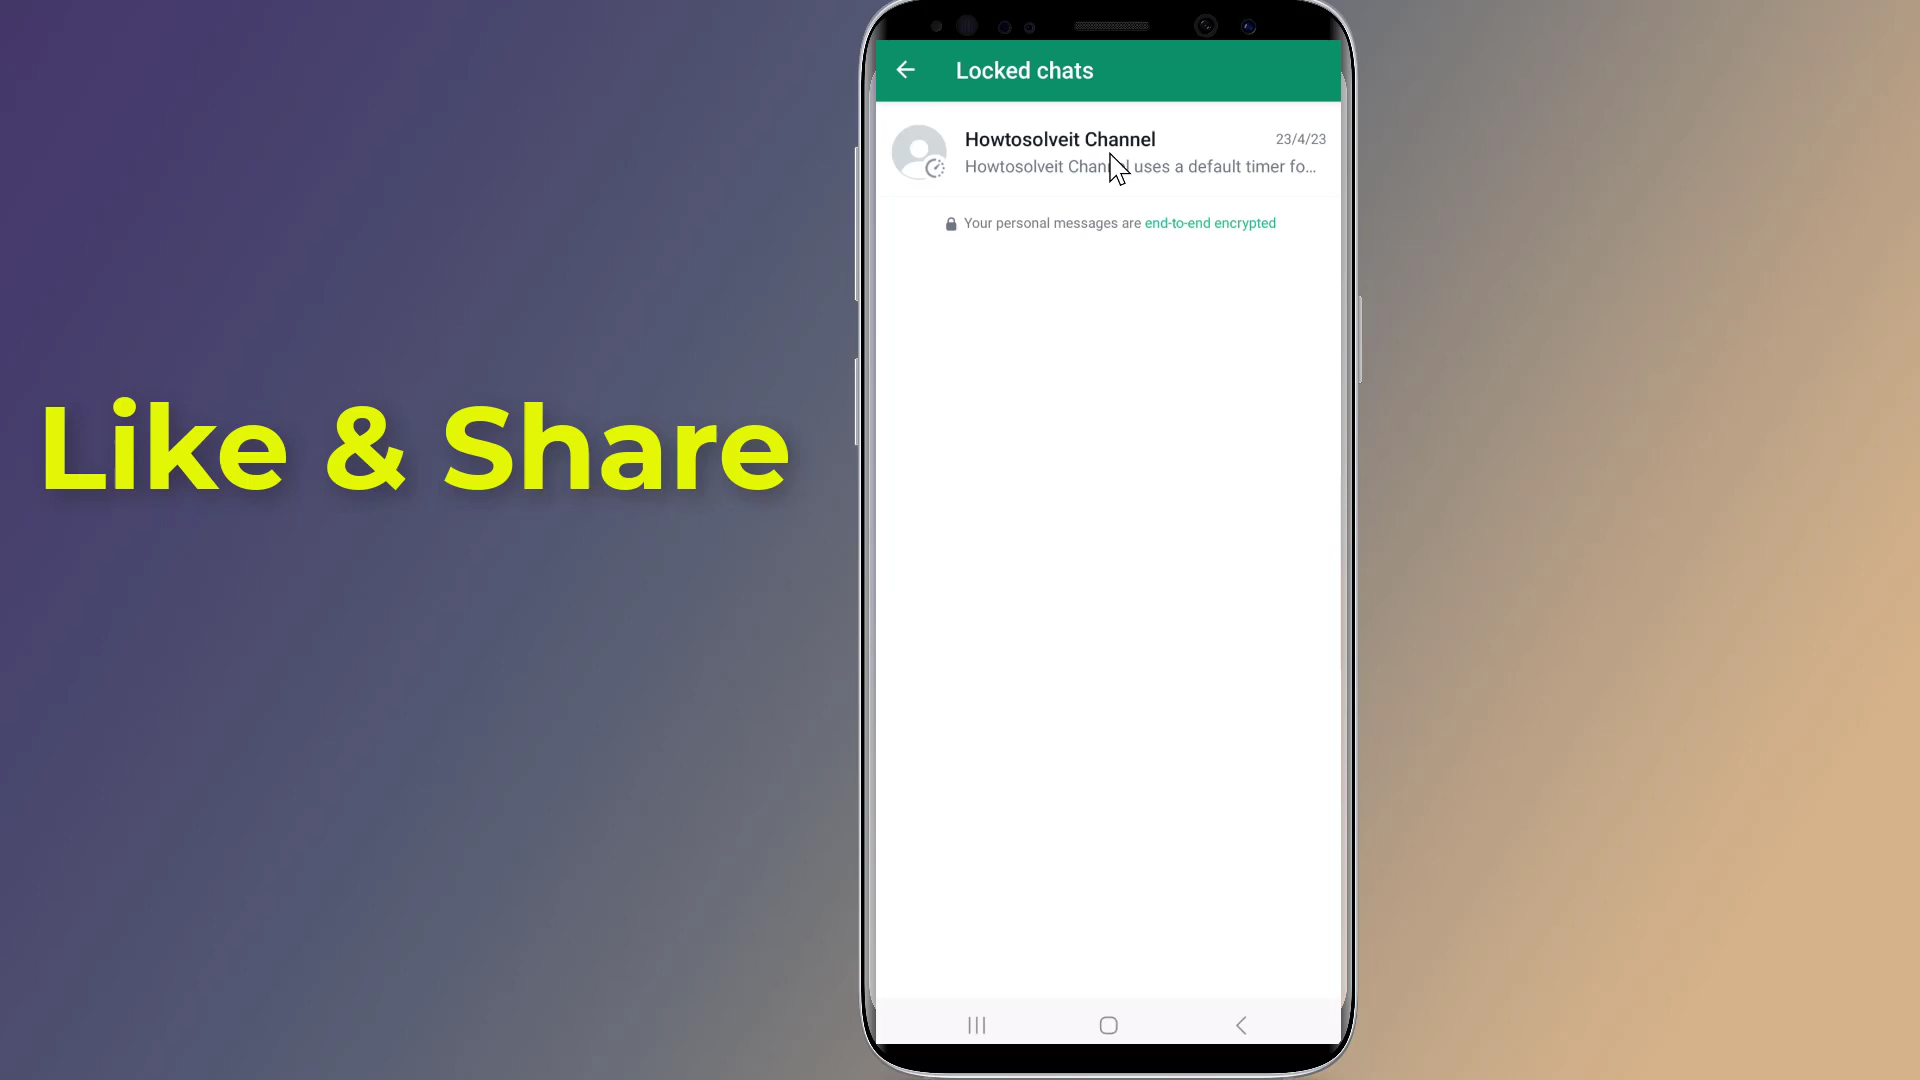 Like & Share
Locked chats
Howtosolveit Channel 23/4/23
Howtosolveit Channel uses a default timer fo...
Your personal messages are end-to-end encrypted